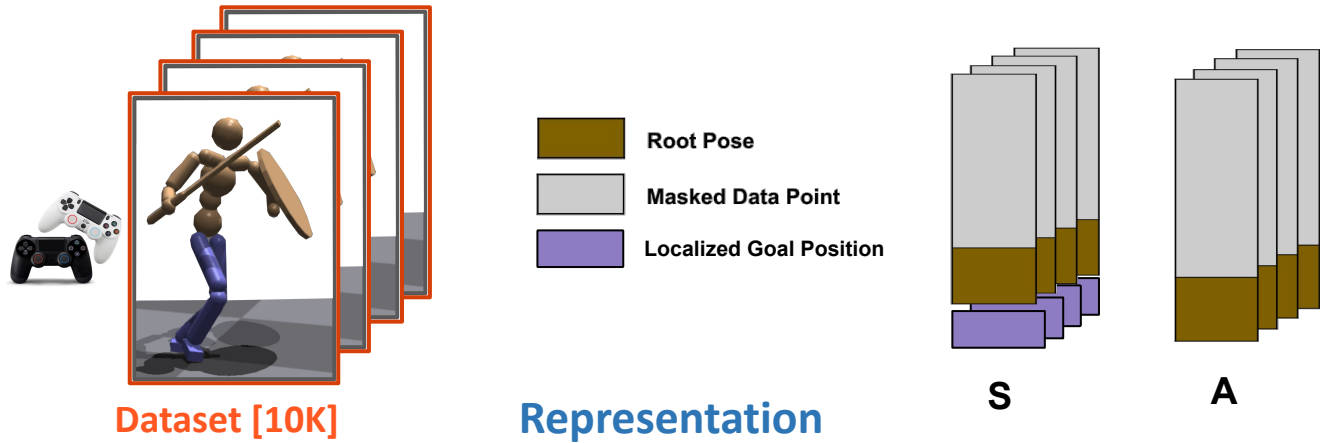 Root Pose
Masked Data Point
Localized Goal Position
S
A
Dataset [10K]
Representation